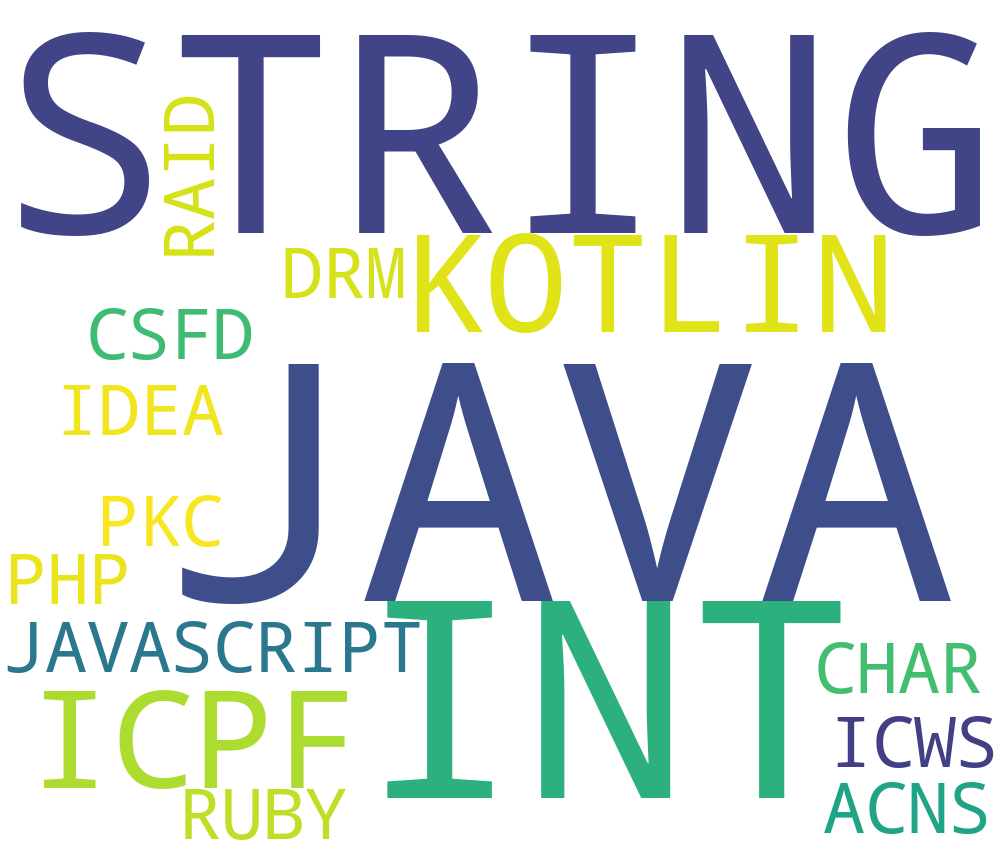 STRING
RAID
DRM
KOTLIN
CSFD
IDEA
JAVA
PKC
PHP
JAVASCRIPT
INT
CHAR
ICPF
ICWS
RUBY
ACNS